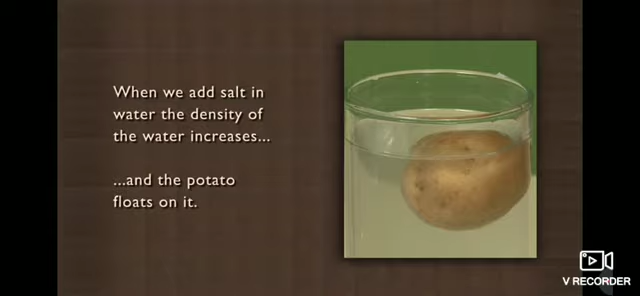 When we add salt in
water the density of
the water increases...
...and the potato
floats on it.
V RECORDER